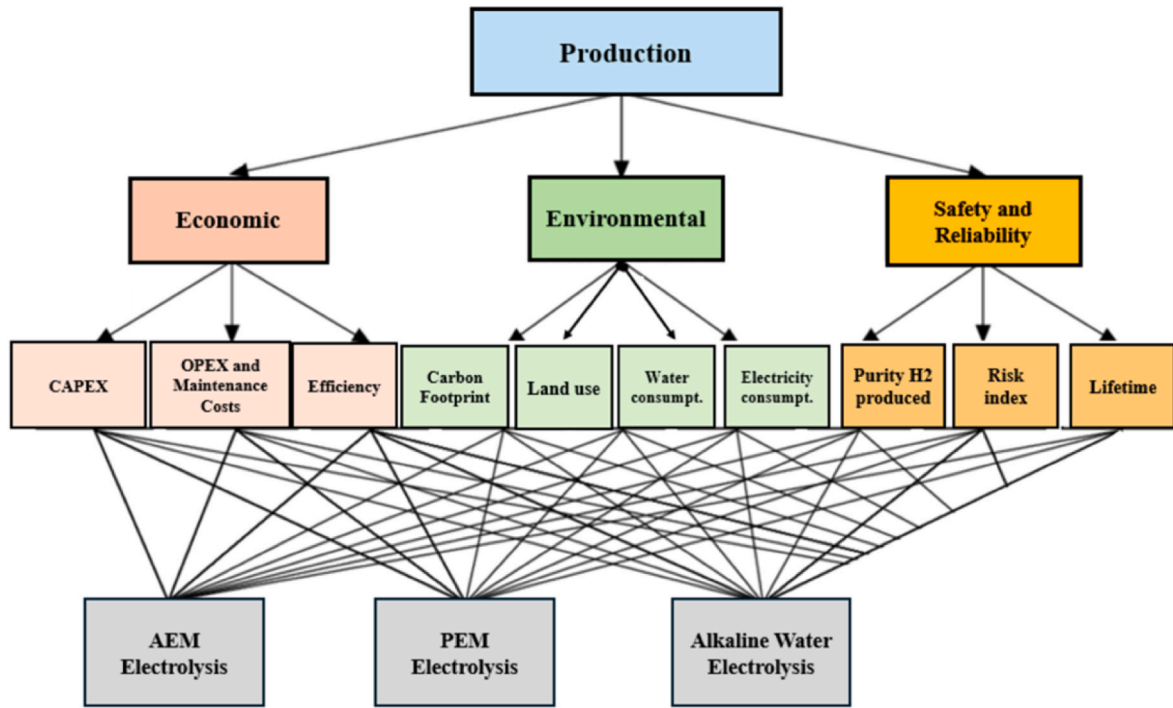 Production
Economic
Environmental
Safety and
Reliability
CAPEX
OPEX and
Maintenance
Costs
Efficiency
Carbon
Footprint
Land use
Water
consumpt.
Electricity
consumpt.
Purity H2
produced
Risk
index
Lifetime
AEM
Electrolysis
PEM
Electrolysis
Alkaline Water
Electrolysis